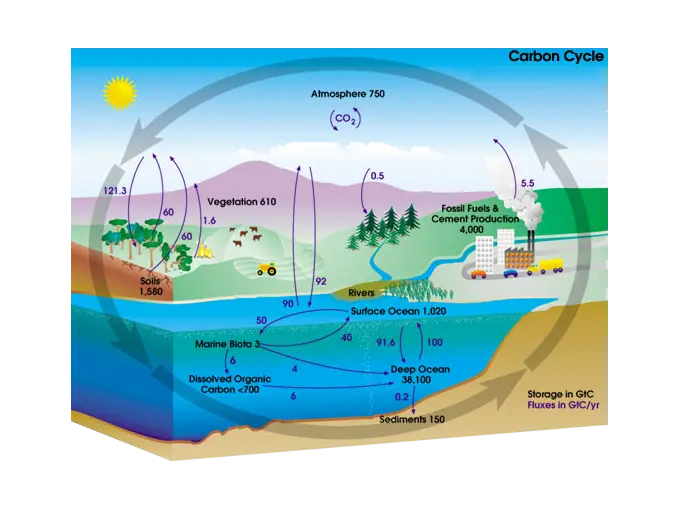 Carbon Cycle
Atmosphere 750
CO2
121.3
60
60
1.6
Vegetation 610
0.5
5.5
Fossil Fuels &
Cement Production
4,000
Soils
1,580
90
92
Rivers
Surface Ocean 1,020
50
40
91.6
100
Marine Biota 3
6
4
Deep Ocean
38,100
Dissolved Organic
Carbon <700
6
0.2
Sediments 150
Storage in GtC
Fluxes in GtC/yr